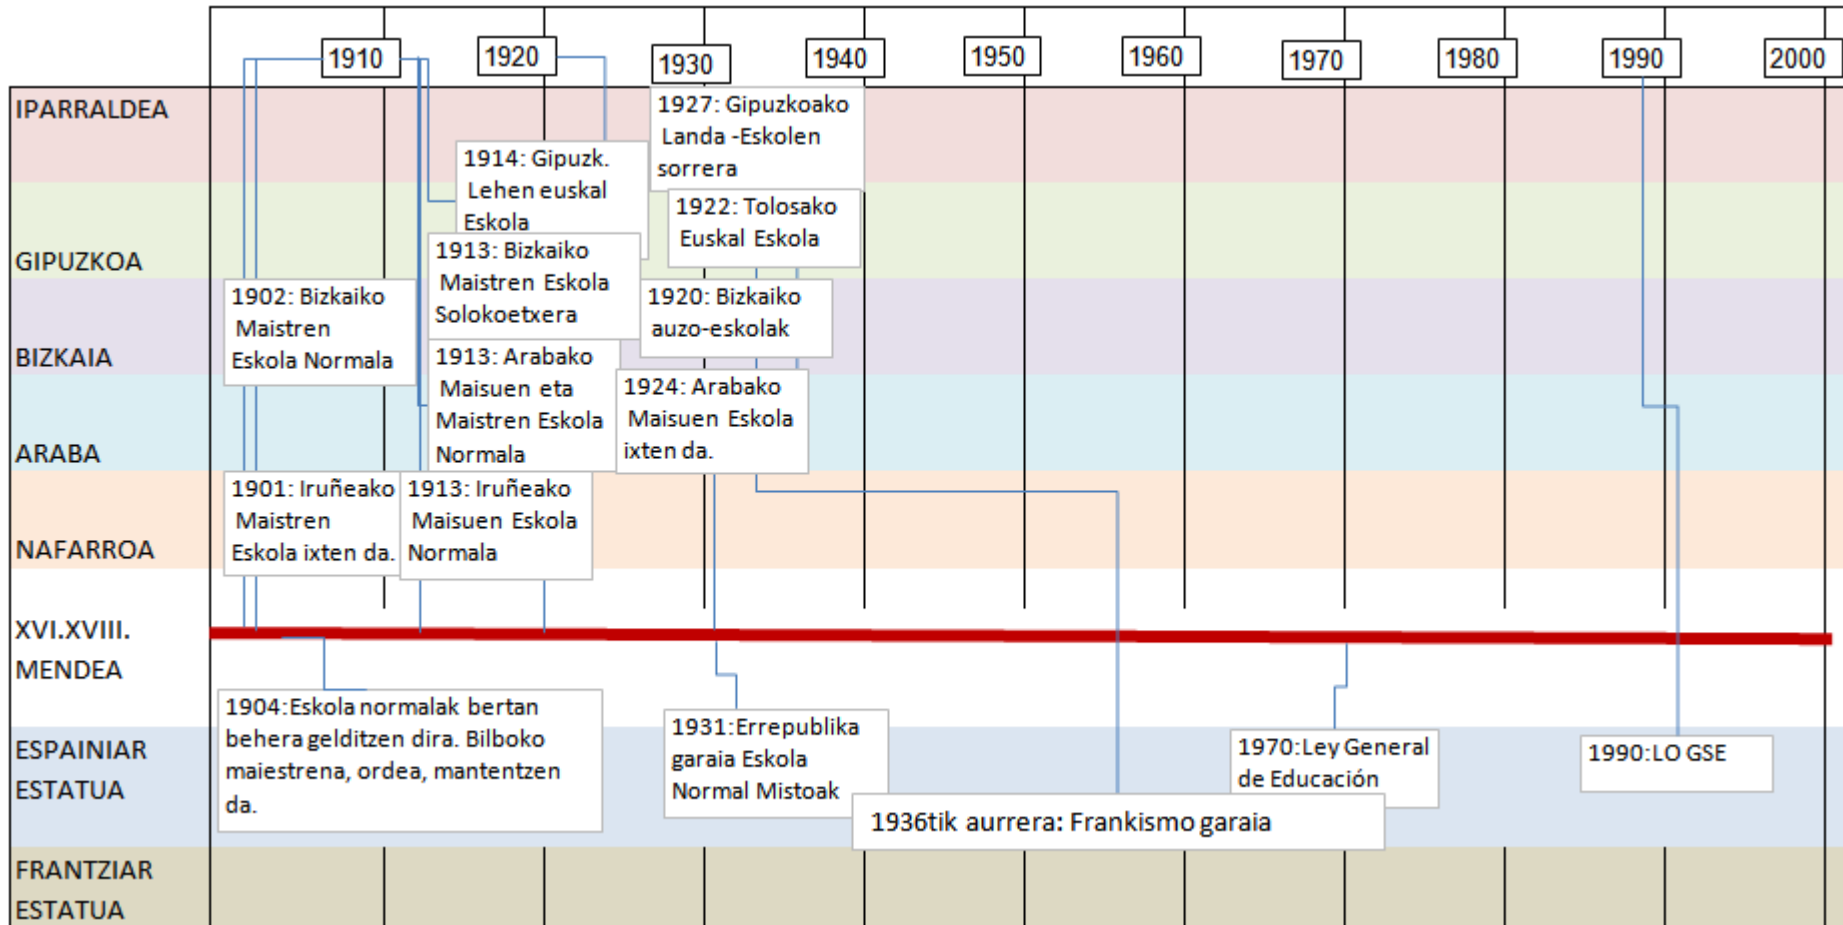 1910
1920
1930
1940
1950
1960
1970
1980
1990
2000
IPARRALDEA
1927: Gipuzkoako
Landa -Eskolen
sorrera
1914: Gipuzk.
Lehen euskal
Eskola
1922: Tolosako
Euskal Eskola
GIPUZKOA
1913: Bizkaiko
Maistren Eskola
Solokoetxera
1902: Bizkaiko
Maistren
Eskola Normala
1920: Bizkaiko
auzo-eskolak
BIZKAIA
1913: Arabako
Maisuen eta
Maistren Eskola
Normala
1924: Arabako
Maisuen Eskola
ixten da.
ARABA
1901: Iruñeako
Maistren
Eskola ixten da.
1913: Iruñeako
Maisuen Eskola
Normala
NAFARROA
XVI.XVIII.
MENDEA
1904:Eskola normalak bertan
behera gelditzen dira. Bilboko
maiestrena, ordea, mantentzen
da.
1931:Errepublika
garaia Eskola
Normal Mistoak
1970:Ley General
de Educación
1990:LO GSE
ESPAINIAR
ESTATUA
1936tik aurrera: Frankismo garaia
FRANTZIAR
ESTATUA